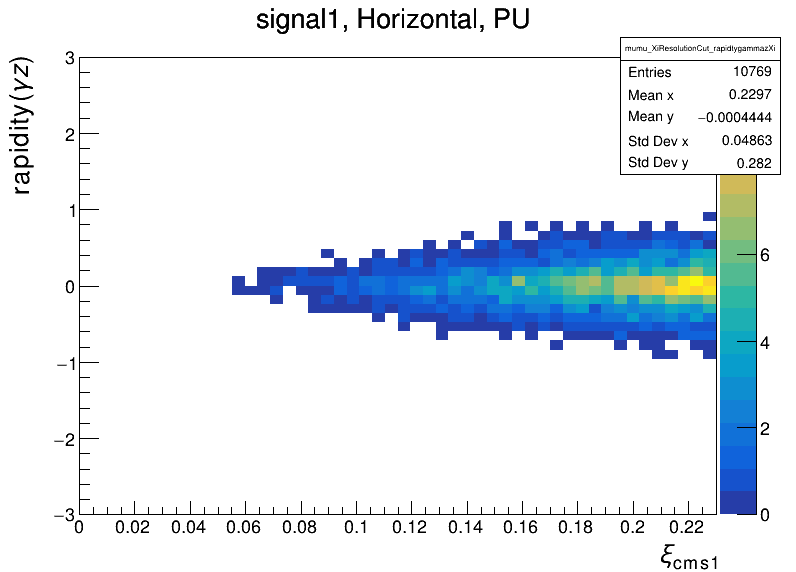 signal1, Horizontal, PU
mumu_XiResolutionCut_rapidtygammazXi
Entries 10769
Mean x 0.2297
Mean y −0.0004444
Std Dev x 0.04863
Std Dev y 0.282
rapidity(γz)
3
2
1
0
−1
−2
−3
6
4
2
0
0 0.02 0.04 0.06 0.08 0.1 0.12 0.14 0.16 0.18 0.2 0.22
ξcms1